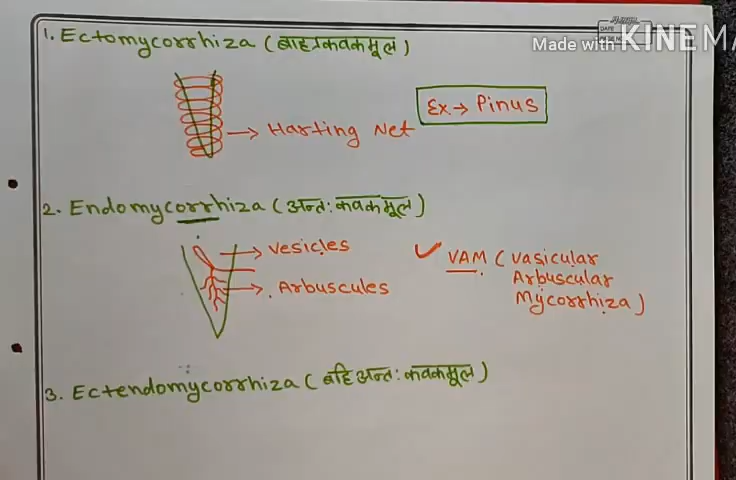 1. Ectomycorrhiza (बाह्यकवकमूल)
Made with KINEMA
Ex → Pinus
Harting Net
2. Endomycorrhiza (अन्त: कवकमूल)
Vesicles
Arbuscules
VAM (Vasicular
Arbuscular
Mycorrhiza)
3. Ectendomycorrhiza (बहिअन्त: कवकमूल)